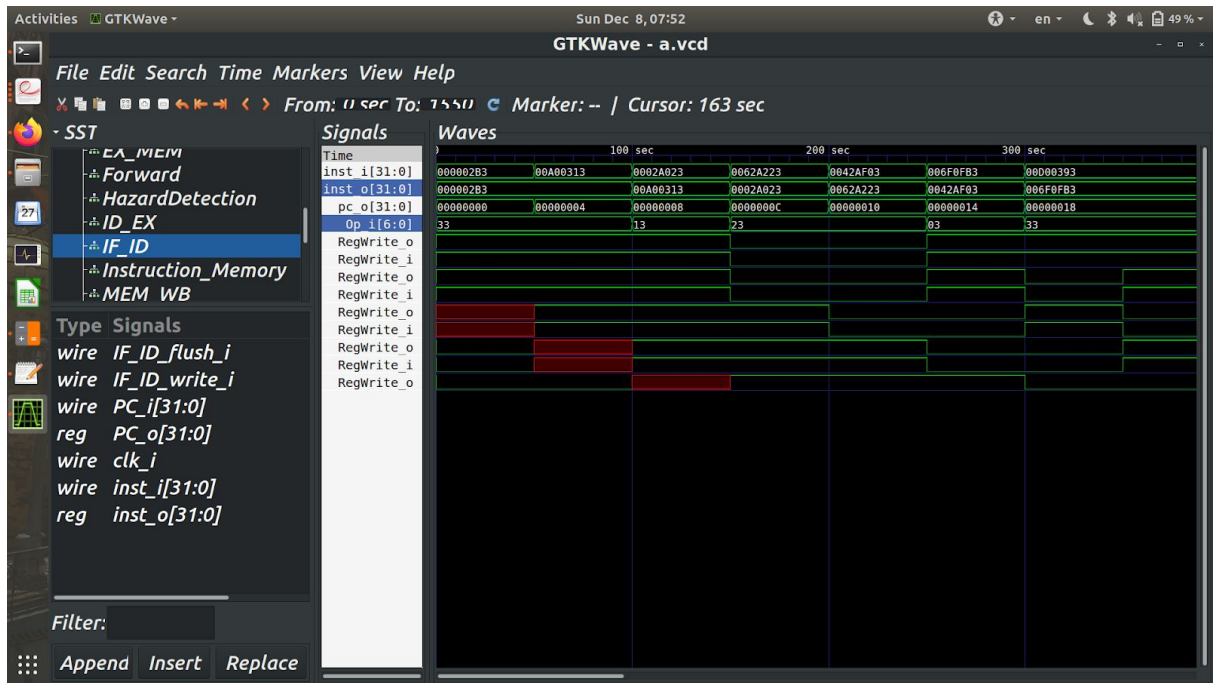 Activities GTKWave Sun Dec 8, 07:52 en 49 %
GTKWave - a.vcd
File Edit Search Time Markers View Help
From: 0 sec To: 1550 Marker: -- | Cursor: 163 sec
SST
EX_MEM
Forward
HazardDetection
ID_EX
IF_ID
Instruction_Memory
MEM_WB
Type Signals
wire IF_ID_flush_i
wire IF_ID_write_i
wire PC_i[31:0]
reg PC_o[31:0]
wire clk_i
wire inst_i[31:0]
reg inst_o[31:0]
Filter:
Append Insert Replace
27
Signals
Time
inst_i[31:0]
inst_o[31:0]
pc_o[31:0]
Op_i[6:0]
RegWrite_o
RegWrite_i
RegWrite_o
RegWrite_i
RegWrite_o
RegWrite_i
RegWrite_o
RegWrite_i
RegWrite_o
Waves
100 sec 200 sec 300 sec
000002B3 00A00313 0002A023 0062A223 0042AF03 006F0FB3 00D00393
000002B3 00A00313 0002A023 0062A223 0042AF03 006F0FB3
00000000 00000004 00000008 0000000C 00000010 00000014 00000018
33 13 23 03 33